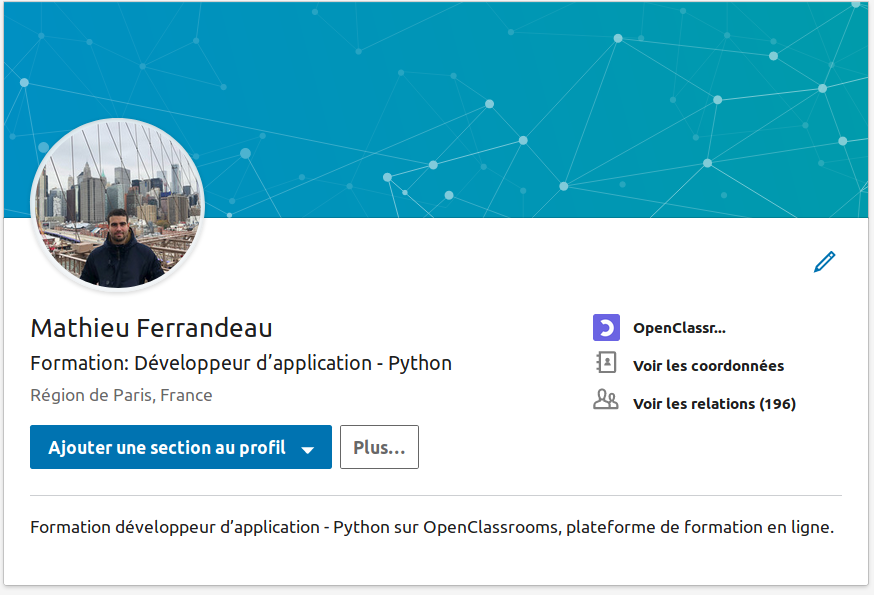 Mathieu Ferrandeau
Formation: Développeur d’application - Python
Région de Paris, France
Ajouter une section au profil
Plus...
OpenClassr...
Voir les coordonnées
Voir les relations (196)
Formation développeur d’application - Python sur OpenClassrooms, plateforme de formation en ligne.